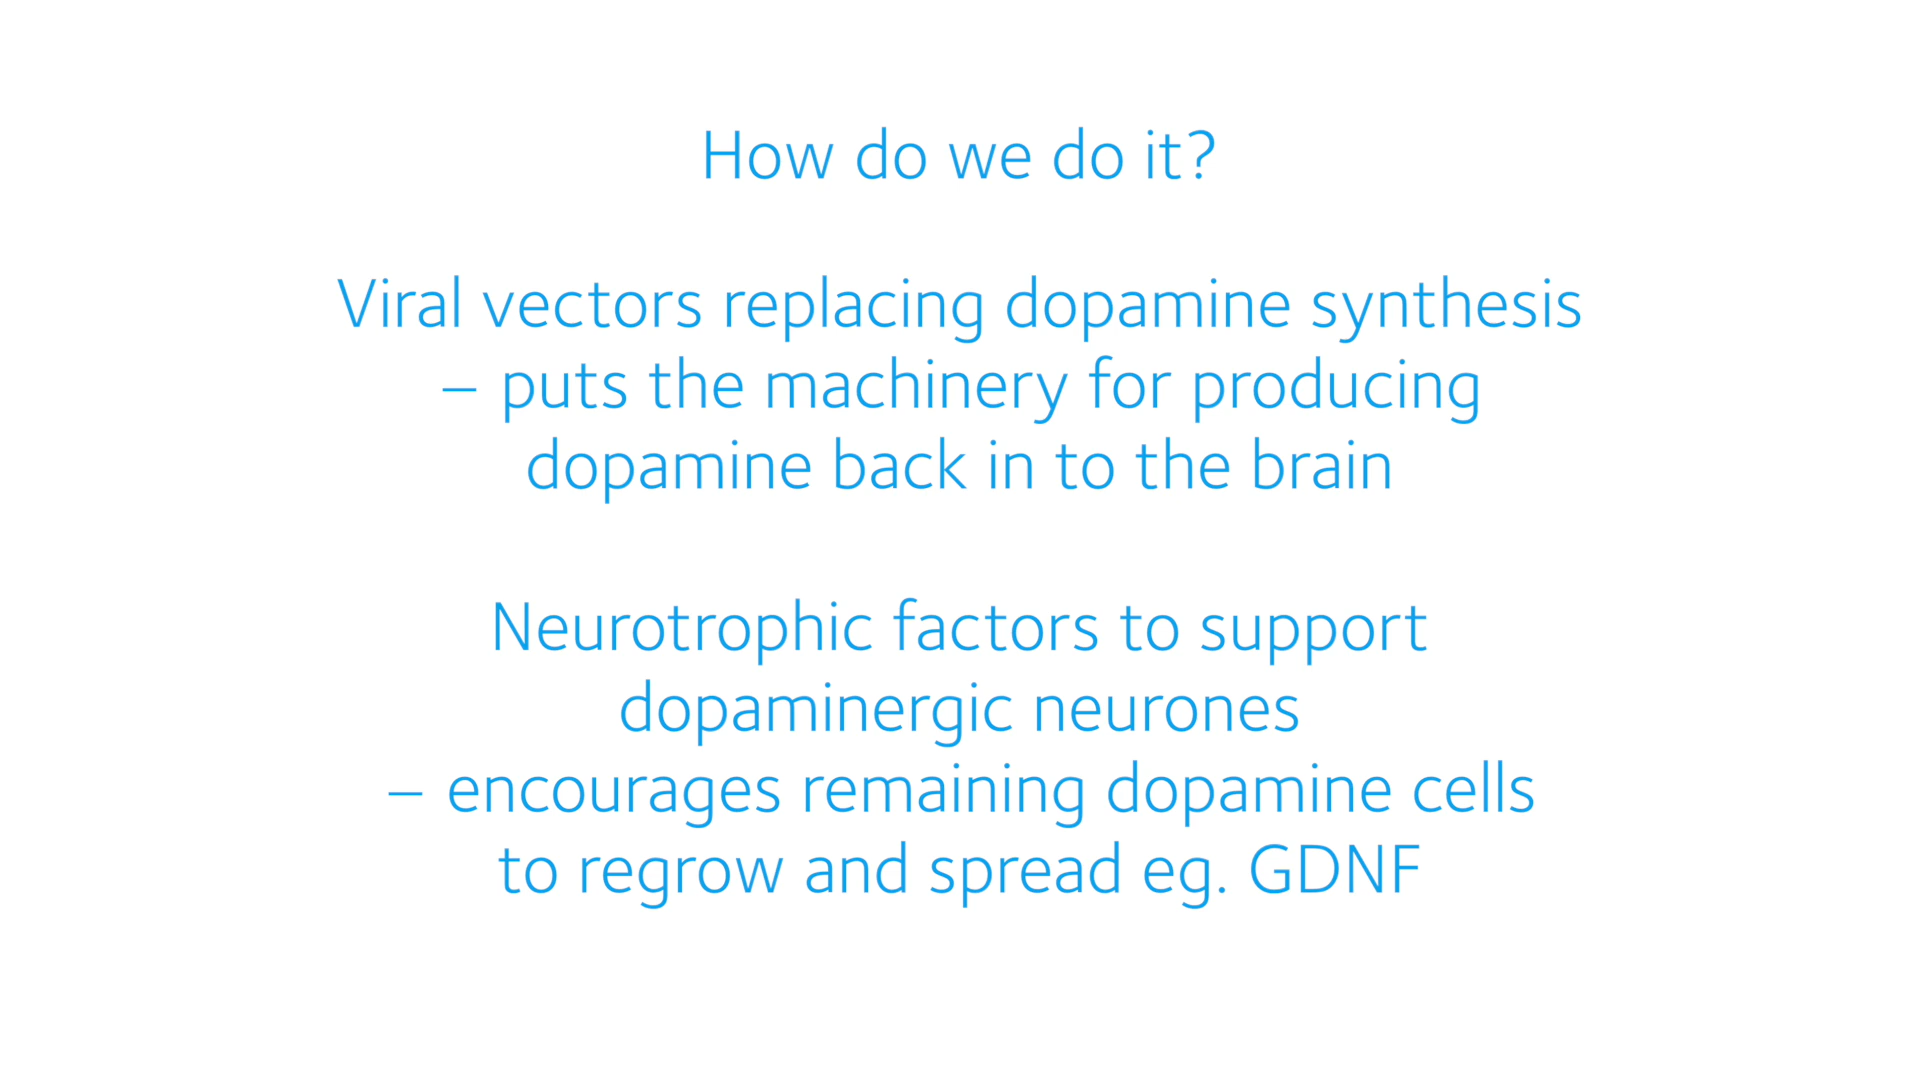 How do we do it?
Viral vectors replacing dopamine synthesis
– puts the machinery for producing
dopamine back in to the brain
Neurotrophic factors to support
dopaminergic neurones
– encourages remaining dopamine cells
to regrow and spread eg. GDNF